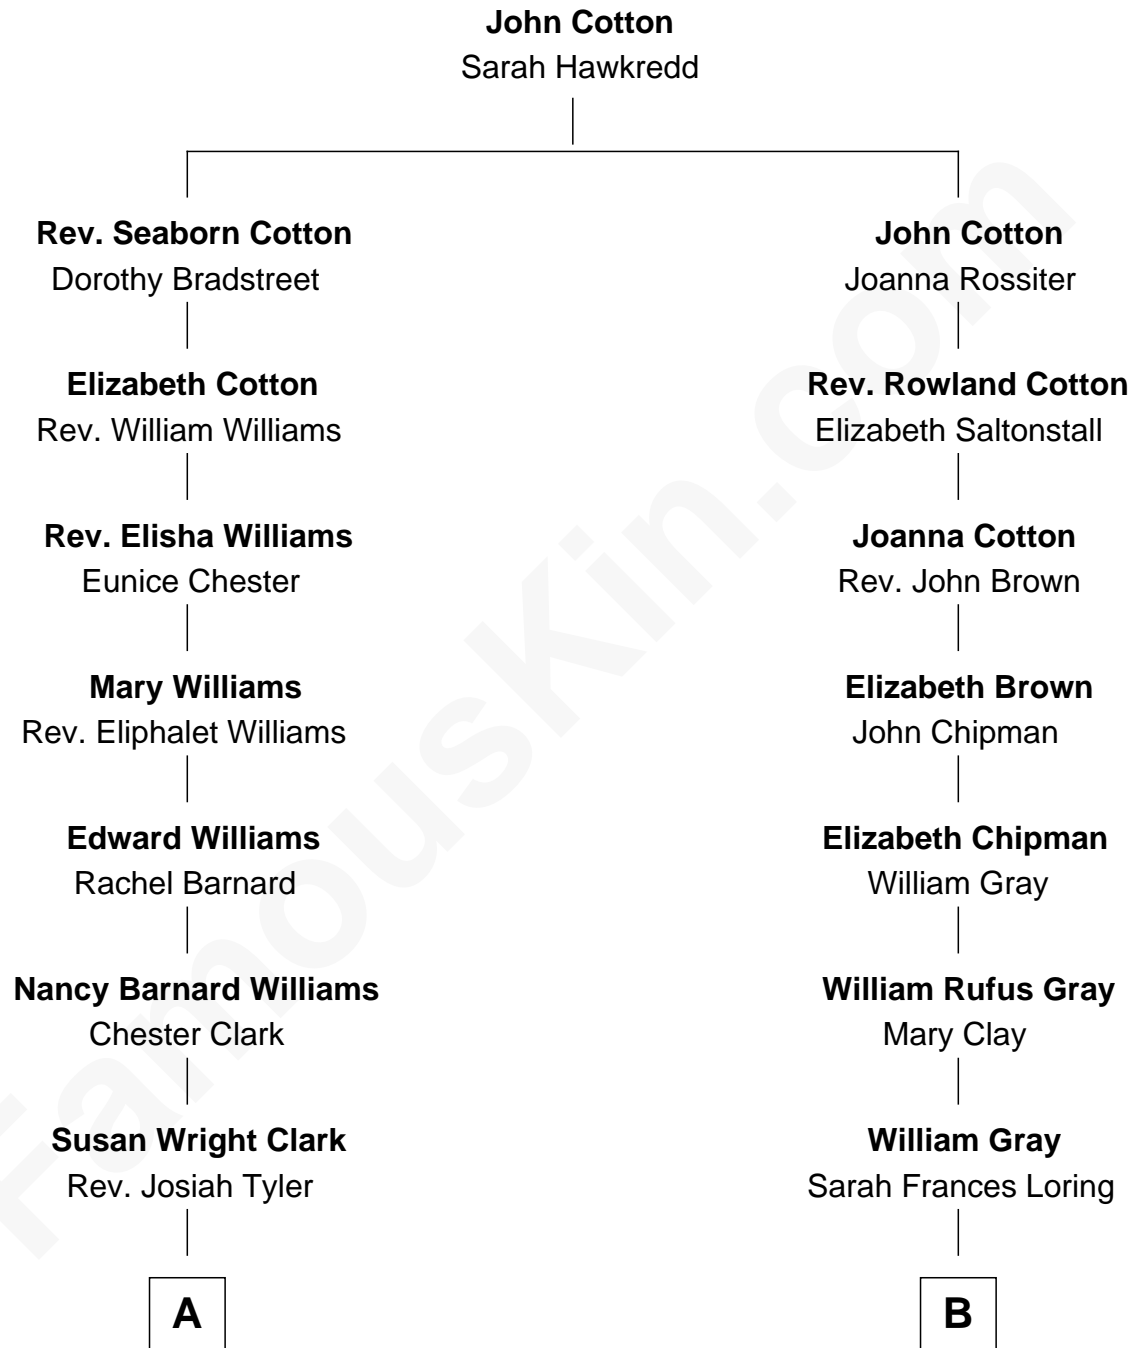 John Cotton
Sarah Hawkredd
Rev. Seaborn Cotton
Dorothy Bradstreet
John Cotton
Joanna Rossiter
Elizabeth Cotton
Rev. William Williams
Rev. Rowland Cotton
Elizabeth Saltonstall
Rev. Elisha Williams
Eunice Chester
Joanna Cotton
Rev. John Brown
Mary Williams
Rev. Eliphalet Williams
Elizabeth Brown
John Chipman
Edward Williams
Rachel Barnard
Elizabeth Chipman
William Gray
Nancy Barnard Williams
Chester Clark
William Rufus Gray
Mary Clay
Susan Wright Clark
Rev. Josiah Tyler
William Gray
Sarah Frances Loring
A
B
FamousKin.com